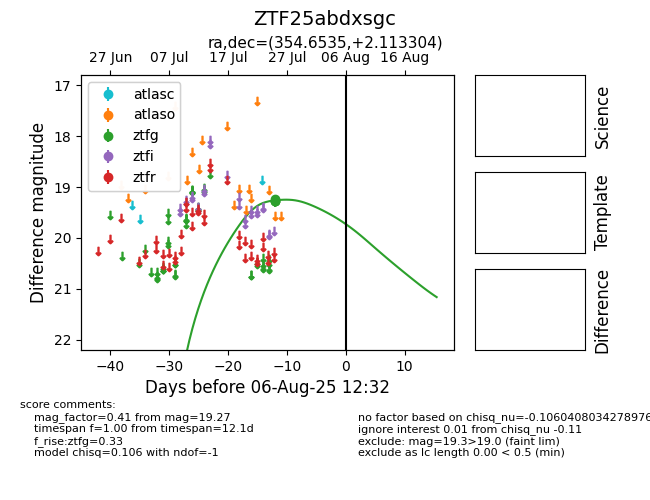 ZTF25abdxsgc
ra,dec=(354.6535,+2.113304)
27 Jun 07 Jul 17 Jul 27 Jul 06 Aug 16 Aug
atlasc
atlaso
ztfg
ztfi
ztfr
17
18
19
20
21
22
Difference magnitude
−40 −30 −20 −10 0 10
Days before 06-Aug-25 12:32
Science
Template
Difference
score comments:
mag_factor=0.41 from mag=19.27
timespan f=1.00 from timespan=12.1d
f_rise:ztfg=0.33
model chisq=0.106 with ndof=-1
no factor based on chisq_nu=-0.1060408034278976
ignore interest 0.01 from chisq_nu -0.11
exclude: mag=19.3>19.0 (faint lim)
exclude as lc length 0.00 < 0.5 (min)